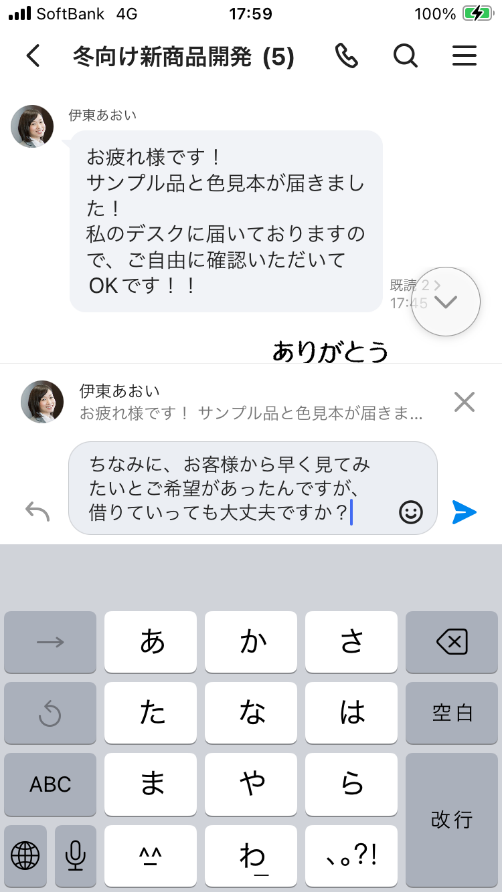 SoftBank 4G 17:59 100%
冬向け新商品開発 (5)
伊東あおい
お疲れ様です！
サンプル品と色見本が届きまし
た！
私のデスクに届いておりますの
で、ご自由に確認いただいて
OKです！！
既読 2
17:45
ありがとう
伊東あおい
お疲れ様です！ サンプル品と色見本が届きま...
ちなみに、お客様から早く見てみ
たいとご希望があったんですが、
借りていっても大丈夫ですか？
→ あ か さ
た な は 空白
ABC ま や ら
改行
^^ わ 、。?!